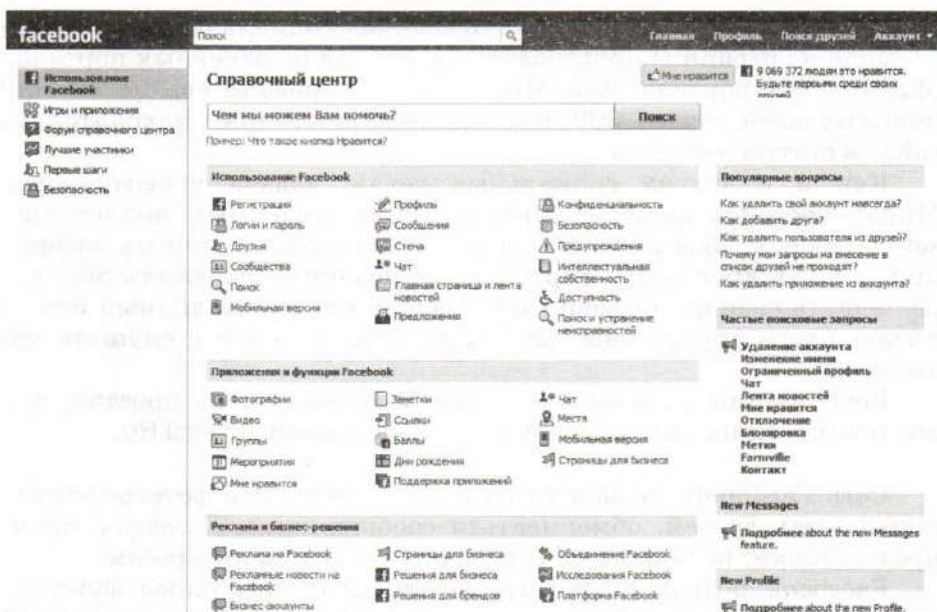 facebook
Поиск
Главная Профиль Поиск друзей Аккаунт
Использование
Facebook
Игры и приложения
Форум справочного центра
Лучшие участники
Первые шаги
Безопасность
Справочный центр
Мне нравится
9 069 372 людям это нравится.
Будьте первым среди своих
друзей
Чем мы можем Вам помочь?
Поиск
Пример: Что такое кнопка Нравится?
Использование Facebook
Регистрация
Логин и пароль
Друзья
Сообщества
Поиск
Мобильная версия
Профиль
Сообщения
Стена
Чат
Главная страница и лента
новостей
Предложения
Конфиденциальность
Безопасность
Предупреждения
Интеллектуальная
собственность
Доступность
Поиск и устранение
неисправностей
Приложения и функции Facebook
Фотографии
Видео
Группы
Мероприятия
Мне нравится
Заметки
Ссылки
Баллы
Дни рождения
Поддержка приложений
Чат
Места
Мобильная версия
Страницы для бизнеса
Реклама и бизнес-решения
Реклама на Facebook
Рекламные новости на
Facebook
Бизнес-аккаунты
Страницы для бизнеса
Решения для бизнеса
Решения для брендов
Объединение Facebook
Исследования Facebook
Платформа Facebook
Популярные вопросы
Как удалить свой аккаунт навсегда?
Как добавить друга?
Как удалить пользователя из друзей?
Почему мои запросы на внесение в
список друзей не проходят?
Как удалить приложение из аккаунта?
Частые поисковые запросы
Удаление аккаунта
Изменение имени
Ограниченный профиль
Чат
Лента новостей
Мне нравится
Отключение
Блокировка
Метка
Farmville
Контакт
New Messages
Подробнее about the new Messages
feature.
New Profile
Подробнее about the new Profile.